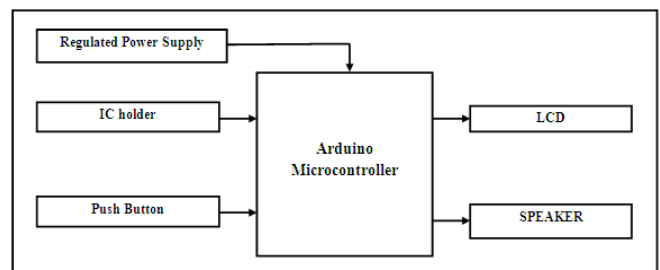 Regulated Power Supply
IC holder
Push Button
Arduino
Microcontroller
LCD
SPEAKER